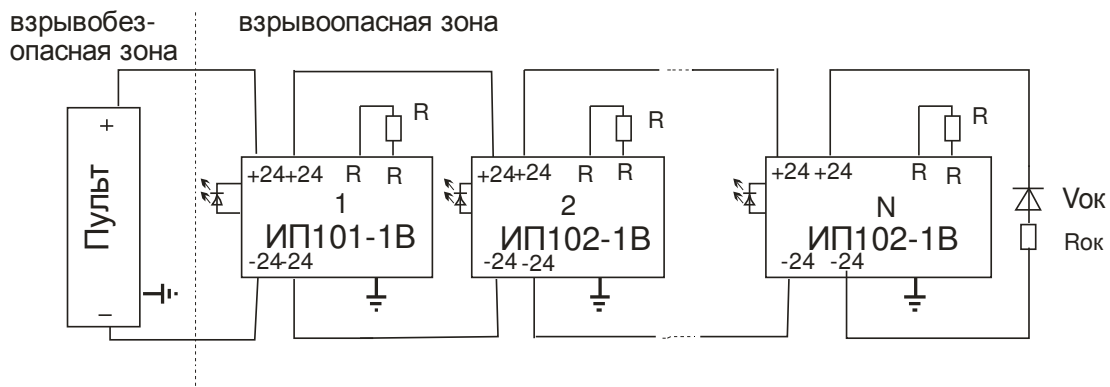 взрывобез-
опасная зона
взрывоопасная зона
Пульт
+
–
+24+24 R R
R
1
ИП101-1В
-24-24
+24+24 R R
R
2
ИП102-1В
-24 -24
+24 +24 R R
R
N
ИП102-1В
-24 -24
Vок
Rок